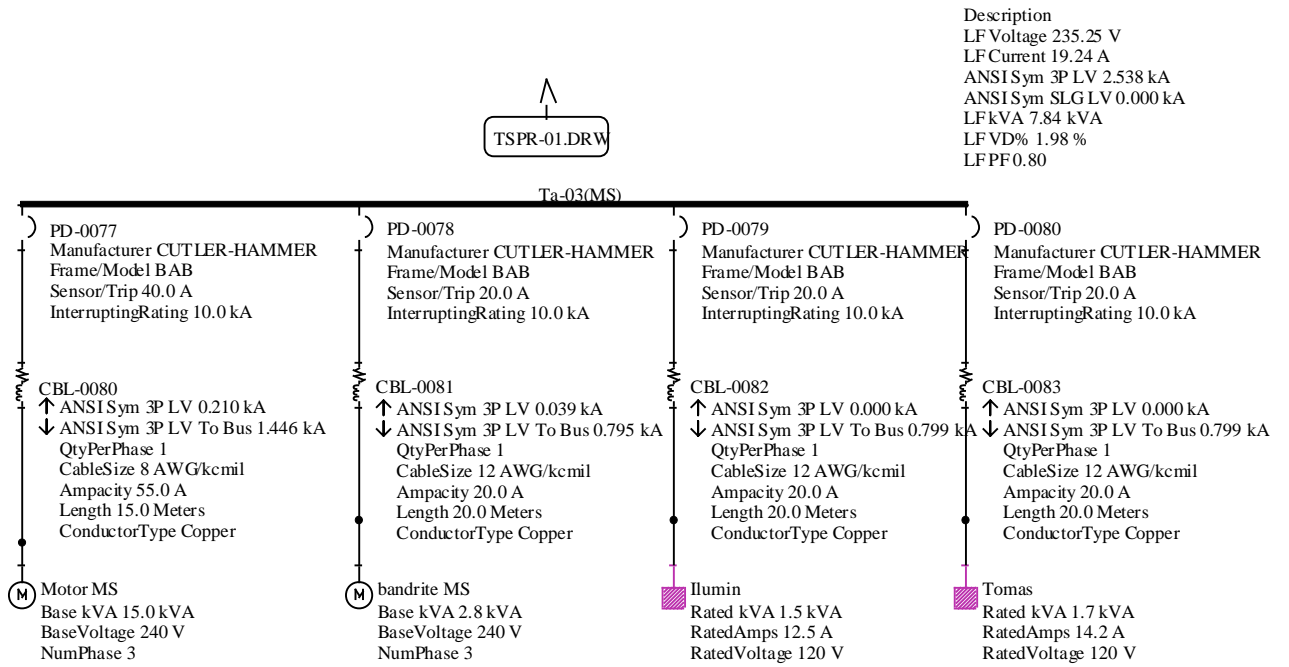 Description
LF Voltage 235.25 V
LF Current 19.24 A
ANSI Sym 3P LV 2.538 kA
ANSI Sym SLG LV 0.000 kA
LF kVA 7.84 kVA
LF VD% 1.98 %
LF PF 0.80
TSPR-01.DRW
Ta-03(MS)
PD-0077
Manufacturer CUTLER-HAMMER
Frame/Model BAB
Sensor/Trip 40.0 A
InterruptingRating 10.0 kA
PD-0078
Manufacturer CUTLER-HAMMER
Frame/Model BAB
Sensor/Trip 20.0 A
InterruptingRating 10.0 kA
PD-0079
Manufacturer CUTLER-HAMMER
Frame/Model BAB
Sensor/Trip 20.0 A
InterruptingRating 10.0 kA
PD-0080
Manufacturer CUTLER-HAMMER
Frame/Model BAB
Sensor/Trip 20.0 A
InterruptingRating 10.0 kA
CBL-0080
ANSI Sym 3P LV 0.210 kA
ANSI Sym 3P LV To Bus 1.446 kA
QtyPerPhase 1
CableSize 8 AWG/kcmil
Ampacity 55.0 A
Length 15.0 Meters
ConductorType Copper
CBL-0081
ANSI Sym 3P LV 0.039 kA
ANSI Sym 3P LV To Bus 0.795 kA
QtyPerPhase 1
CableSize 12 AWG/kcmil
Ampacity 20.0 A
Length 20.0 Meters
ConductorType Copper
CBL-0082
ANSI Sym 3P LV 0.000 kA
ANSI Sym 3P LV To Bus 0.799 kA
QtyPerPhase 1
CableSize 12 AWG/kcmil
Ampacity 20.0 A
Length 20.0 Meters
ConductorType Copper
CBL-0083
ANSI Sym 3P LV 0.000 kA
ANSI Sym 3P LV To Bus 0.799 kA
QtyPerPhase 1
CableSize 12 AWG/kcmil
Ampacity 20.0 A
Length 20.0 Meters
ConductorType Copper
M
Motor MS
Base kVA 15.0 kVA
BaseVoltage 240 V
NumPhase 3
M
bandrite MS
Base kVA 2.8 kVA
BaseVoltage 240 V
NumPhase 3
Ilumin
Rated kVA 1.5 kVA
RatedAmps 12.5 A
RatedVoltage 120 V
Tomas
Rated kVA 1.7 kVA
RatedAmps 14.2 A
RatedVoltage 120 V